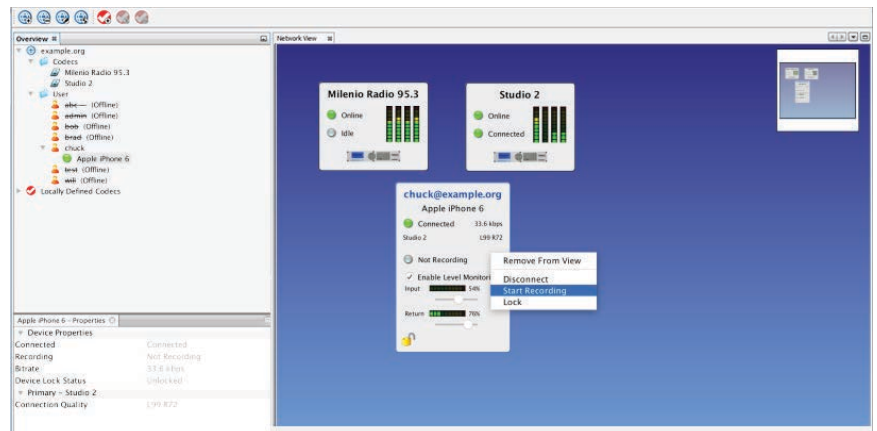 Overview
example.org
Codecs
Milenio Radio 95.3
Studio 2
User
abc (Offline)
admin (Offline)
bob (Offline)
brad (Offline)
chuck
Apple iPhone 6
test (Offline)
(Offline)
Locally Defined Codecs
Apple iPhone 6 - Properties
Device Properties
Connected Connected
Recording Not Recording
Bitrate 33.6 kbps
Device Lock Status Unlocked
Primary - Studio 2
Connection Quality L99 R72
Network View
Milenio Radio 95.3
Online
Idle
Studio 2
Online
Connected
chuck@example.org
Apple iPhone 6
Connected 33.6 kbps
Studio 2 L99 R72
Not Recording
Enable Level Monitori
Input 54%
Return 78%
Remove From View
Disconnect
Start Recording
Lock